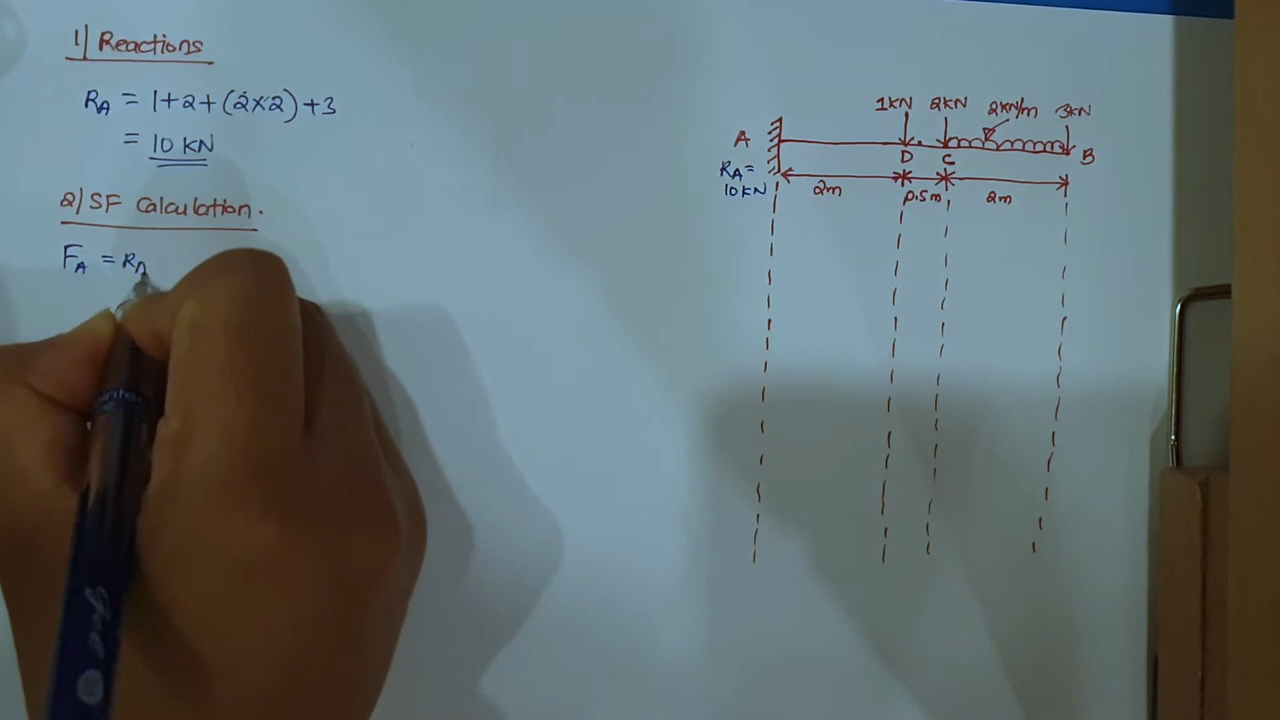 1) Reactions
RA = 1+2+(2×2)+3
= 10 KN
2) SF Calculation.
FA = RA
1KN 2KN 2KN/m 3KN
A
D C B
RA =
10KN
2m 0.5m 2m